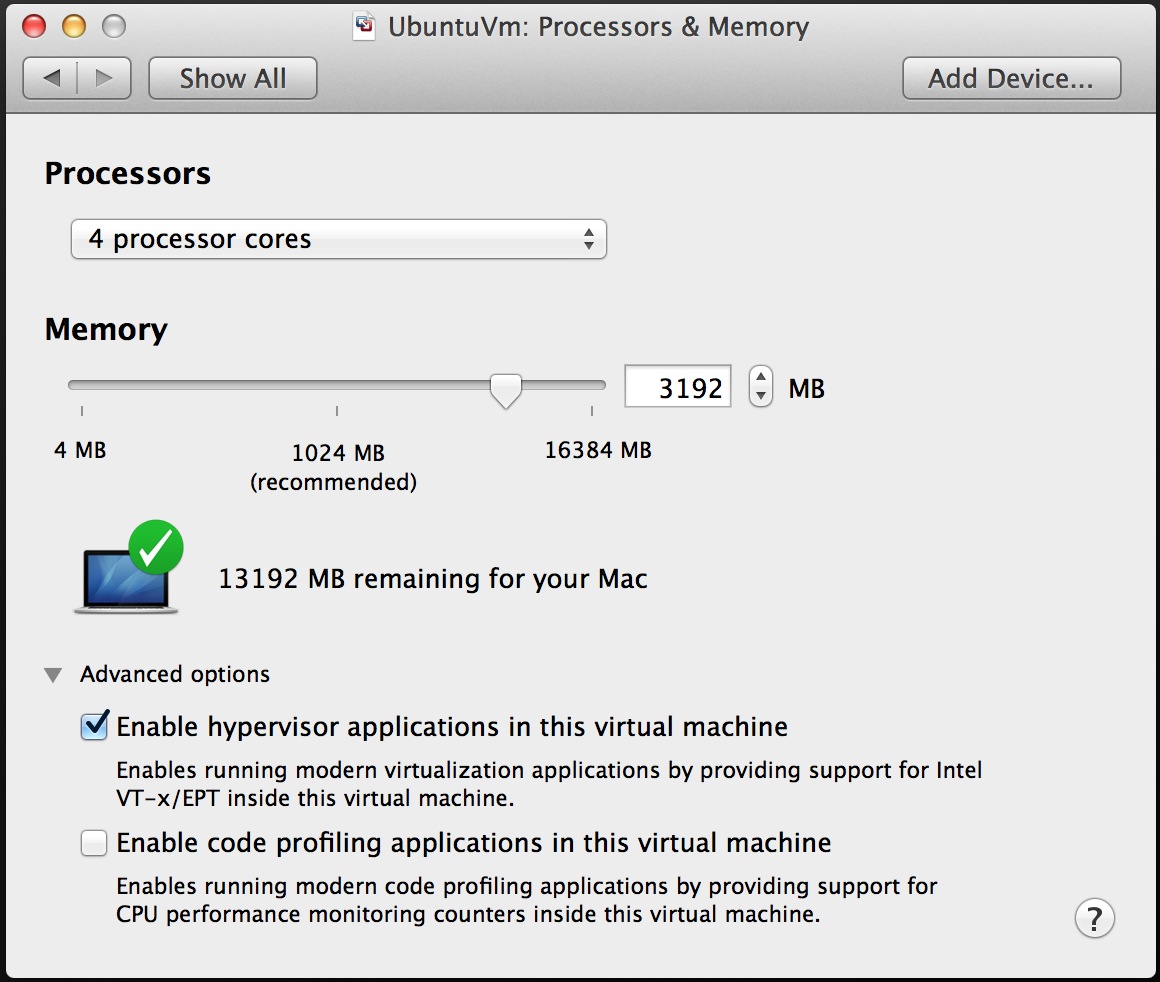 UbuntuVm: Processors & Memory
Show All
Add Device...
Processors
4 processor cores
Memory
3192 MB
4 MB
1024 MB
(recommended)
16384 MB
13192 MB remaining for your Mac
Advanced options
Enable hypervisor applications in this virtual machine
Enables running modern virtualization applications by providing support for Intel
VT-x/EPT inside this virtual machine.
Enable code profiling applications in this virtual machine
Enables running modern code profiling applications by providing support for
CPU performance monitoring counters inside this virtual machine.
?